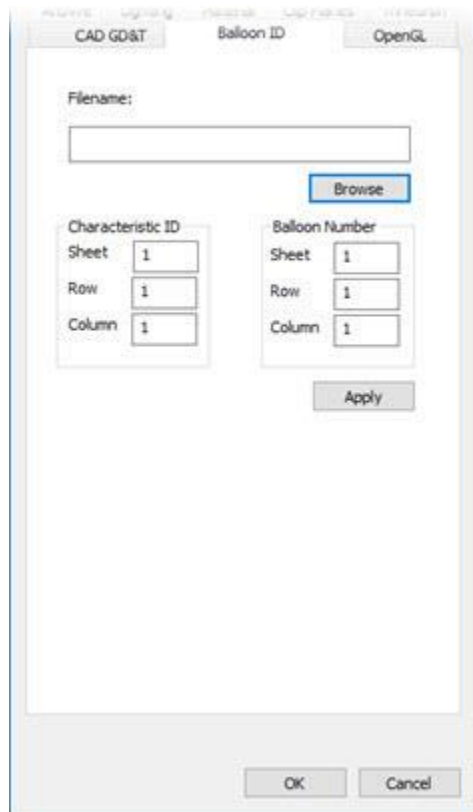 CAD GD&T Balloon ID OpenGL
Filename:
Browse
Characteristic ID Balloon Number
Sheet 1 Sheet 1
Row 1 Row 1
Column 1 Column 1
Apply
OK Cancel